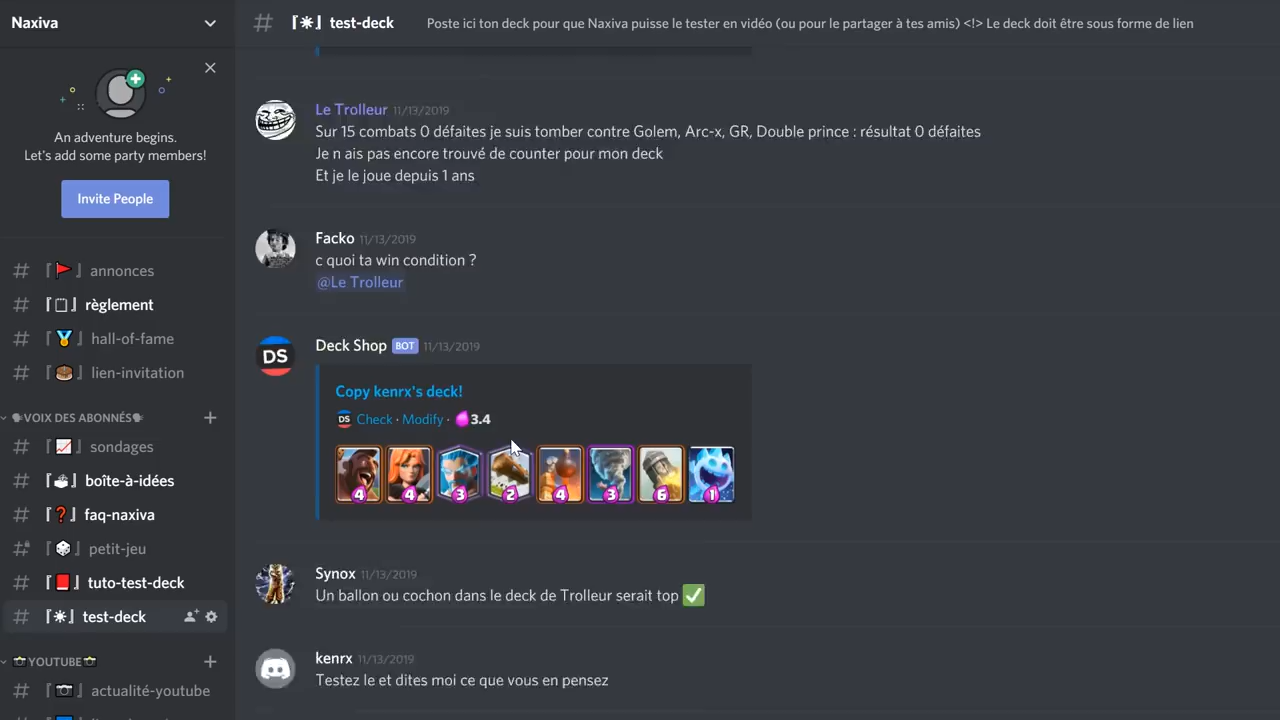 Naxiva
test-deck
Poste ici ton deck pour que Naxiva puisse le tester en vidéo (ou pour le partager à tes amis) <!> Le deck doit être sous forme de lien
An adventure begins.
Let's add some party members!
Invite People
annonces
règlement
hall-of-fame
lien-invitation
VOIX DES ABONNÉS
sondages
boîte-à-idées
faq-naxiva
petit-jeu
tuto-test-deck
test-deck
YOUTUBE
actualité-youtube
Le Trolleur 11/13/2019
Sur 15 combats 0 défaites je suis tomber contre Golem, Arc-x, GR, Double prince : résultat 0 défaites
Je n ais pas encore trouvé de counter pour mon deck
Et je le joue depuis 1 ans
Facko 11/13/2019
c quoi ta win condition ?
@Le Trolleur
DS
Deck Shop BOT 11/13/2019
Copy kenrx's deck!
DS Check · Modify · 3.4
4 4 3 2 4 3 6 1
Synox 11/13/2019
Un ballon ou cochon dans le deck de Trolleur serait top
kenrx 11/13/2019
Testez le et dites moi ce que vous en pensez